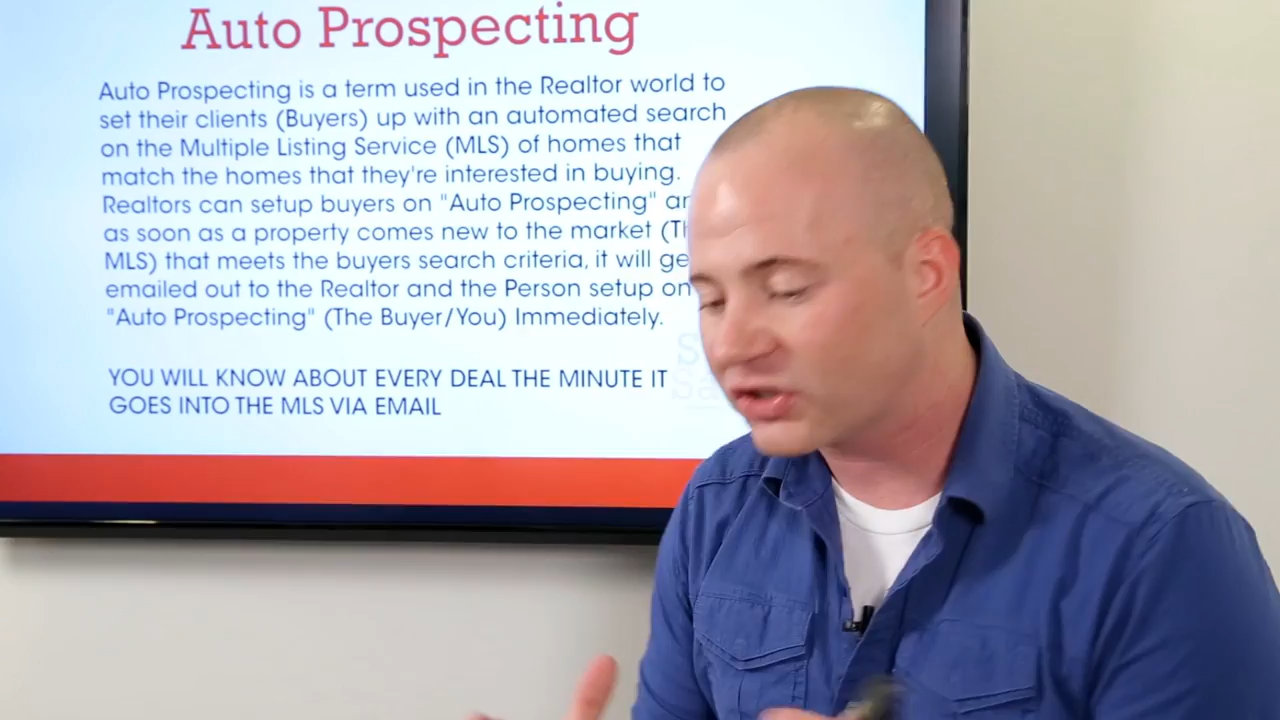 Auto Prospecting
Auto Prospecting is a term used in the Realtor world to
set their clients (Buyers) up with an automated search
on the Multiple Listing Service (MLS) of homes that
match the homes that they're interested in buying.
Realtors can setup buyers on "Auto Prospecting"
as soon as a property comes new to the market
MLS) that meets the buyers search criteria, it will
emailed out to the Realtor and the Person setup on
"Auto Prospecting" (The Buyer/You) Immediately.
YOU WILL KNOW ABOUT EVERY DEAL THE MINUTE IT
GOES INTO THE MLS VIA EMAIL